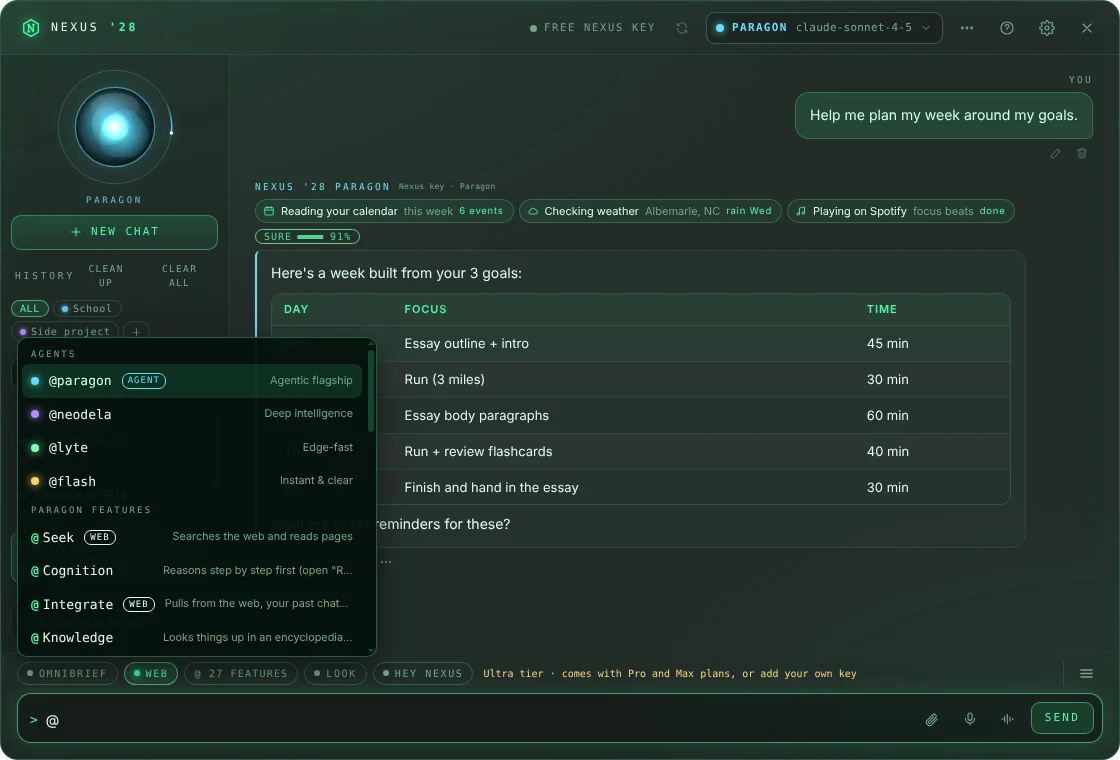 NEXUS '28
FREE NEXUS KEY
PARAGON claude-sonnet-4-5
YOU
Help me plan my week around my goals.
PARAGON
+ NEW CHAT
HISTORY
CLEAN UP
CLEAR ALL
ALL
School
Side project
+
NEXUS '28 PARAGON Nexus key · Paragon
Reading your calendar this week 6 events
Checking weather Albemarle, NC rain Wed
Playing on Spotify focus beats done
SURE 91%
Here's a week built from your 3 goals:
DAY FOCUS TIME
Essay outline + intro 45 min
Run (3 miles) 30 min
Essay body paragraphs 60 min
Run + review flashcards 40 min
Finish and hand in the essay 30 min
Want me to set reminders for these?
AGENTS
@paragon AGENT Agentic flagship
@neodela Deep intelligence
@lyte Edge-fast
@flash Instant & clear
PARAGON FEATURES
@Seek WEB Searches the web and reads pages
@Cognition Reasons step by step first (open "R...
@Integrate WEB Pulls from the web, your past chat...
@Knowledge Looks things up in an encyclopedia...
OMNIBRIEF
WEB
@ 27 FEATURES
LOOK
HEY NEXUS
Ultra tier · comes with Pro and Max plans, or add your own key
> @
SEND